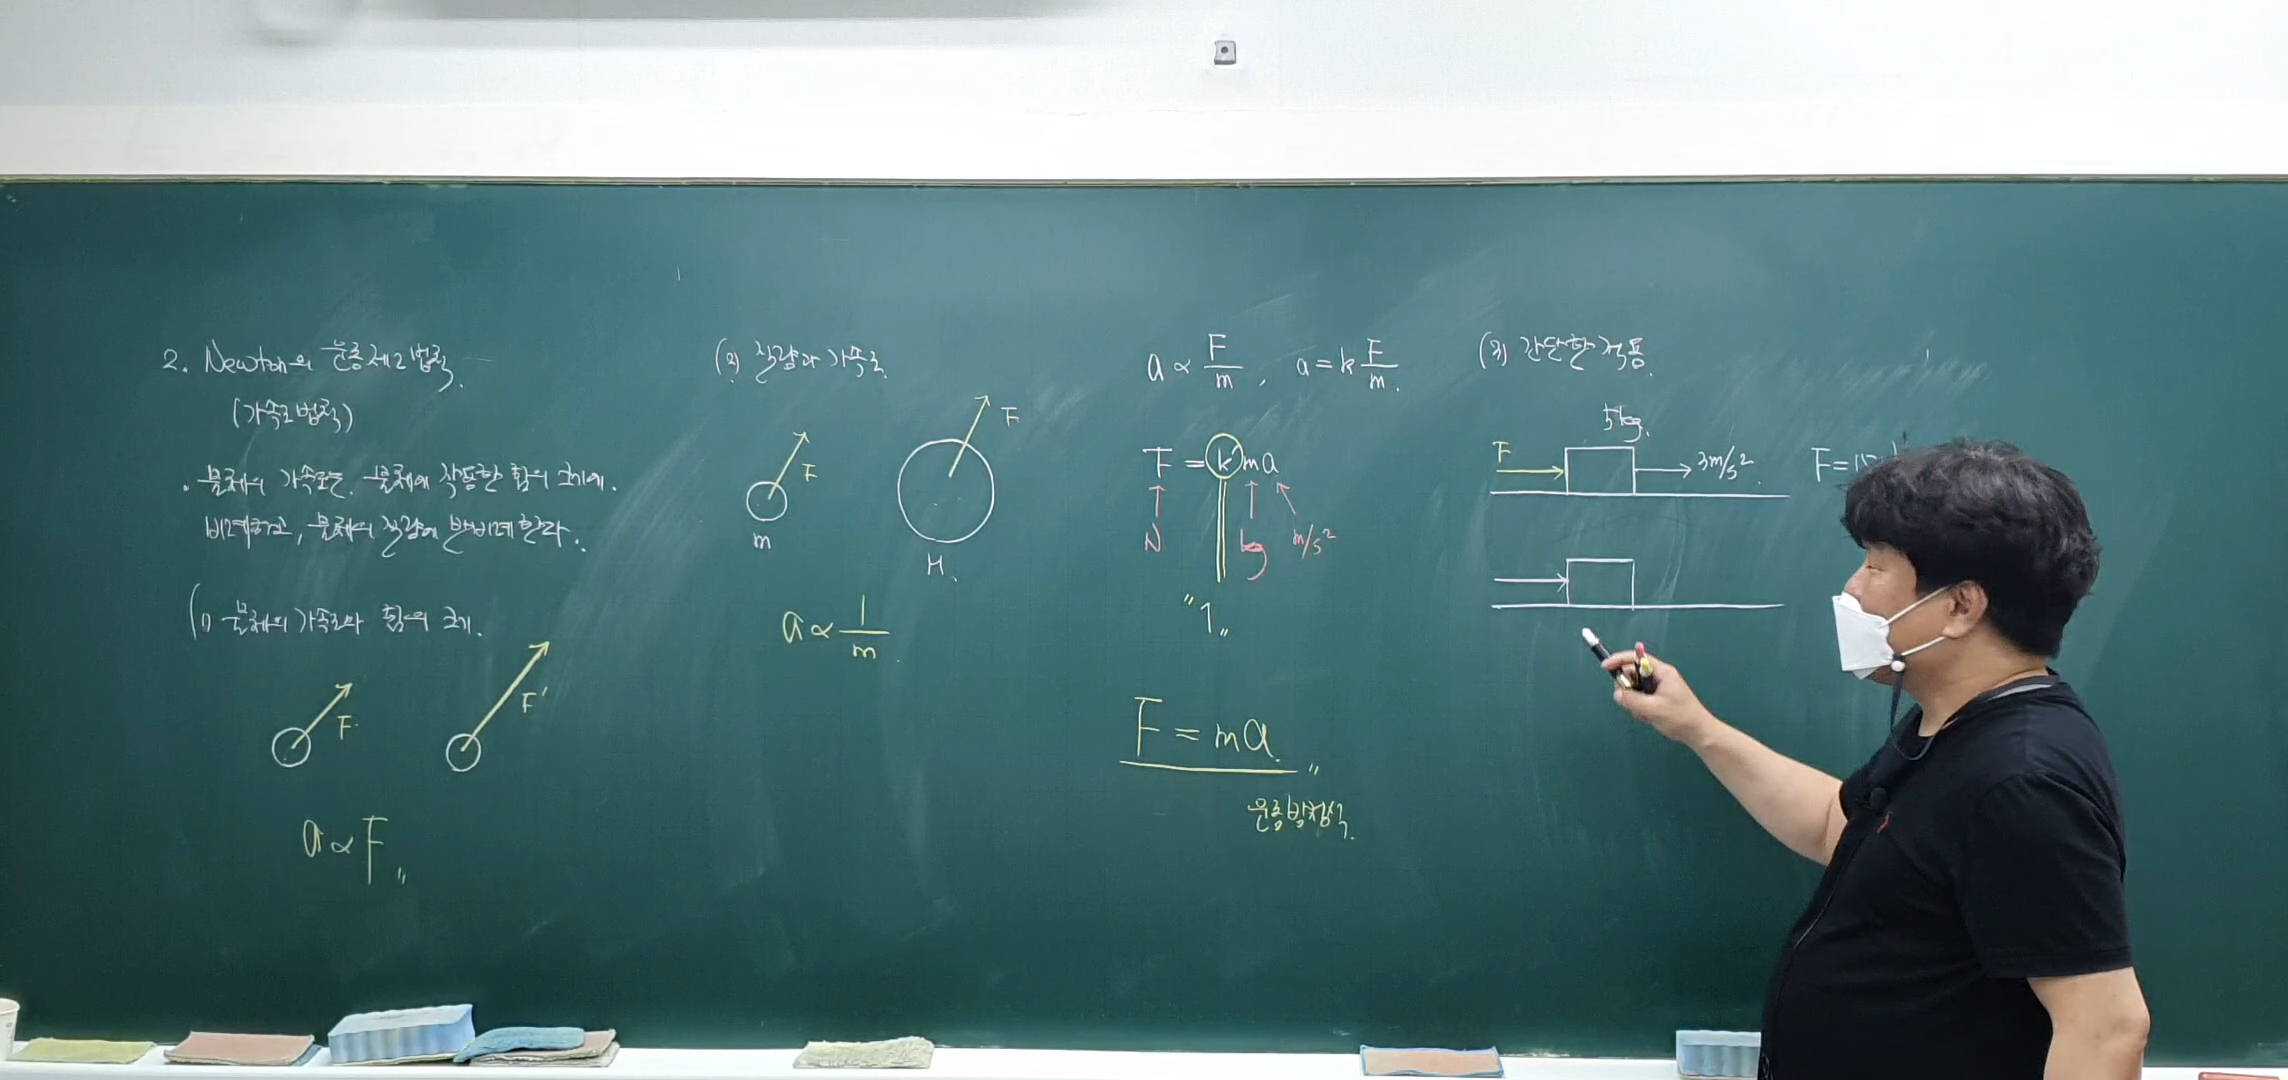 2. Newton의 운동 제2법칙.
(가속도 법칙)
· 물체의 가속도는 물체에 작용한 힘의 크기에
비례하고, 물체의 질량에 반비례한다.
(1) 물체의 가속도와 힘의 크기.
F
F'
a ∝ F〃
(2) 질량과 가속도.
F
F
m
M.
a ∝ 1/m.
a ∝ F/m, a = k F/m.
F = k'ma
N
kg
m/s²
"1〃
F = ma〃
운동방정식.
(3) 간단한 적용.
5kg.
F
3m/s².
F=15